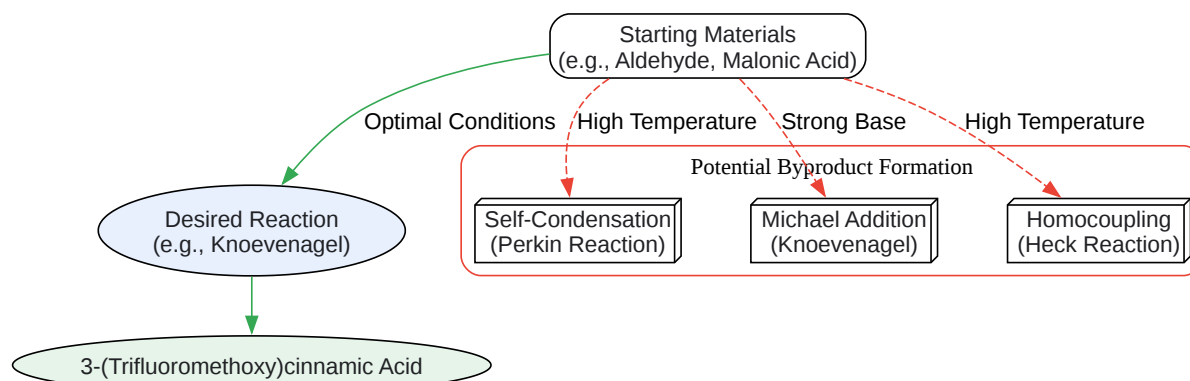 Starting Materials
(e.g., Aldehyde, Malonic Acid)
Optimal Conditions
High Temperature
Strong Base
High Temperature
Potential Byproduct Formation
Desired Reaction
(e.g., Knoevenagel)
Self-Condensation
(Perkin Reaction)
Michael Addition
(Knoevenagel)
Homocoupling
(Heck Reaction)
3-(Trifluoromethoxy)cinnamic Acid